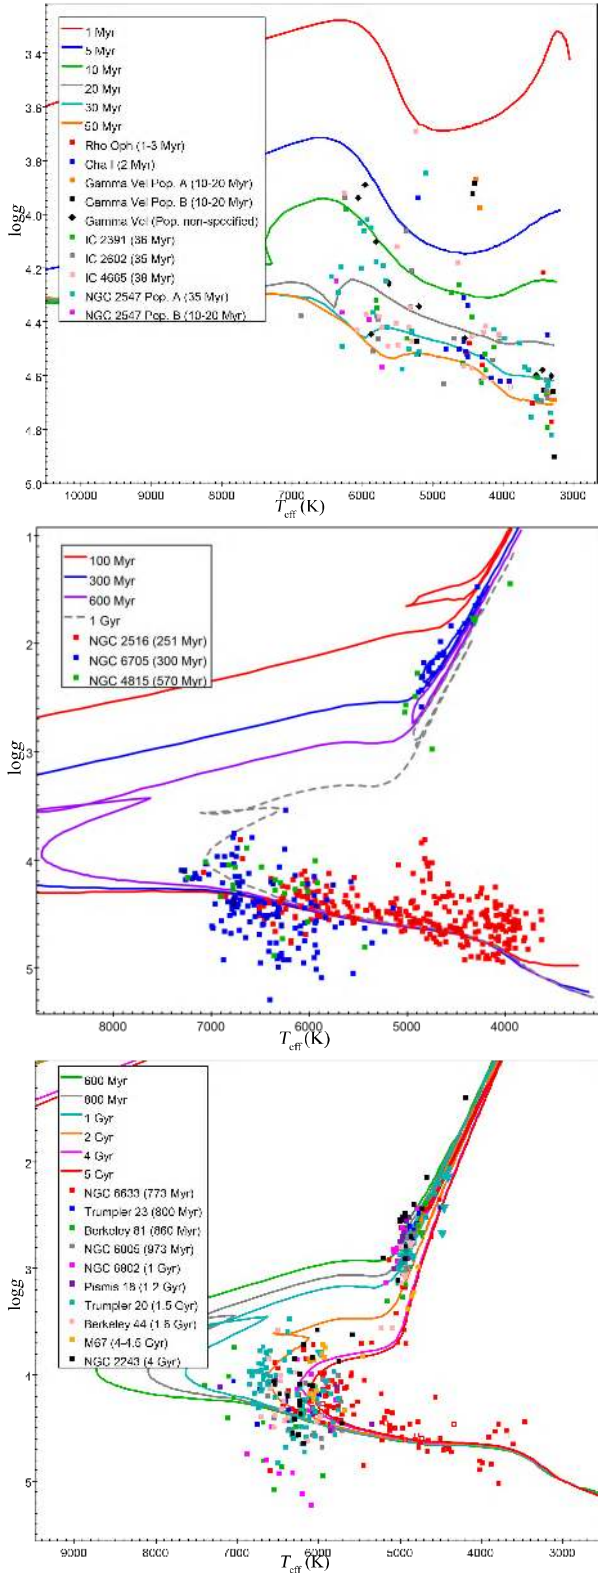 3.4
3.6
3.8
4.0
4.2
4.4
4.6
4.8
5.0
logg
1 Myr
5 Myr
10 Myr
20 Myr
30 Myr
50 Myr
Rho Oph (1-3 Myr)
Cha I (2 Myr)
Gamma Vel Pop. A (10-20 Myr)
Gamma Vel Pop. B (10-20 Myr)
Gamma Vel (Pop. non-specified)
IC 2391 (36 Myr)
IC 2602 (35 Myr)
IC 4665 (38 Myr)
NGC 2547 Pop. A (35 Myr)
NGC 2547 Pop. B (10-20 Myr)
10000 9000 8000 7000 6000 5000 4000 3000
Teff (K)
1
2
3
4
5
logg
100 Myr
300 Myr
600 Myr
1 Gyr
NGC 2516 (251 Myr)
NGC 6705 (300 Myr)
NGC 4815 (570 Myr)
8000 7000 6000 5000 4000
Teff (K)
2
3
4
5
logg
600 Myr
800 Myr
1 Gyr
2 Gyr
4 Gyr
5 Gyr
NGC 6633 (773 Myr)
Trumpler 23 (800 Myr)
Berkeley 81 (860 Myr)
NGC 6005 (973 Myr)
NGC 6802 (1 Gyr)
Pismis 18 (1.2 Gyr)
Trumpler 20 (1.5 Gyr)
Berkeley 44 (1.6 Gyr)
M67 (4-4.5 Gyr)
NGC 2243 (4 Gyr)
9000 8000 7000 6000 5000 4000 3000
Teff (K)